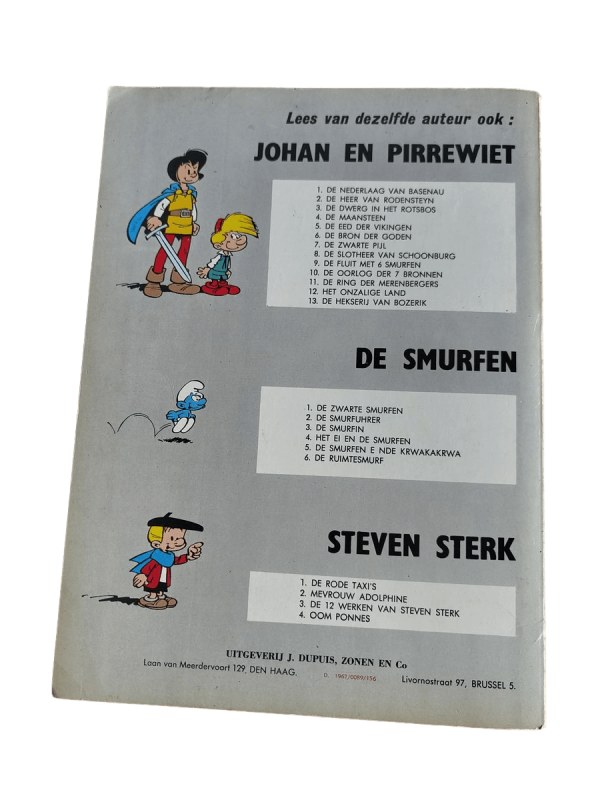 Lees van dezelfde auteur ook :
JOHAN EN PIRREWIET
1. DE NEDERLAAG VAN BASENAU
2. DE HEER VAN RODENSTEYN
3. DE DWERG IN HET ROTSBOS
4. DE MAANSTEEN
5. DE EED DER VIKINGEN
6. DE BRON DER GODEN
7. DE ZWARTE PIJL
8. DE SLOTHEER VAN SCHOONBURG
9. DE FLUIT MET 6 SMURFEN
10. DE OORLOG DER 7 BRONNEN
11. DE RING DER MERENBERGERS
12. HET ONZALIGE LAND
13. DE HEKSERIJ VAN BOZERIK
DE SMURFEN
1. DE ZWARTE SMURFEN
2. DE SMURFUHRER
3. DE SMURFIN
4. HET EI EN DE SMURFEN
5. DE SMURFEN E NDE KRWAKAKRWA
6. DE RUIMTESMURF
STEVEN STERK
1. DE RODE TAXI'S
2. MEVROUW ADOLPHINE
3. DE 12 WERKEN VAN STEVEN STERK
4. OOM PONNES
UITGEVERIJ J. DUPUIS, ZONEN EN Co
Laan van Meerdervoort 129, DEN HAAG. D. 1967/0089/156 Livornostraat 97, BRUSSEL 5.